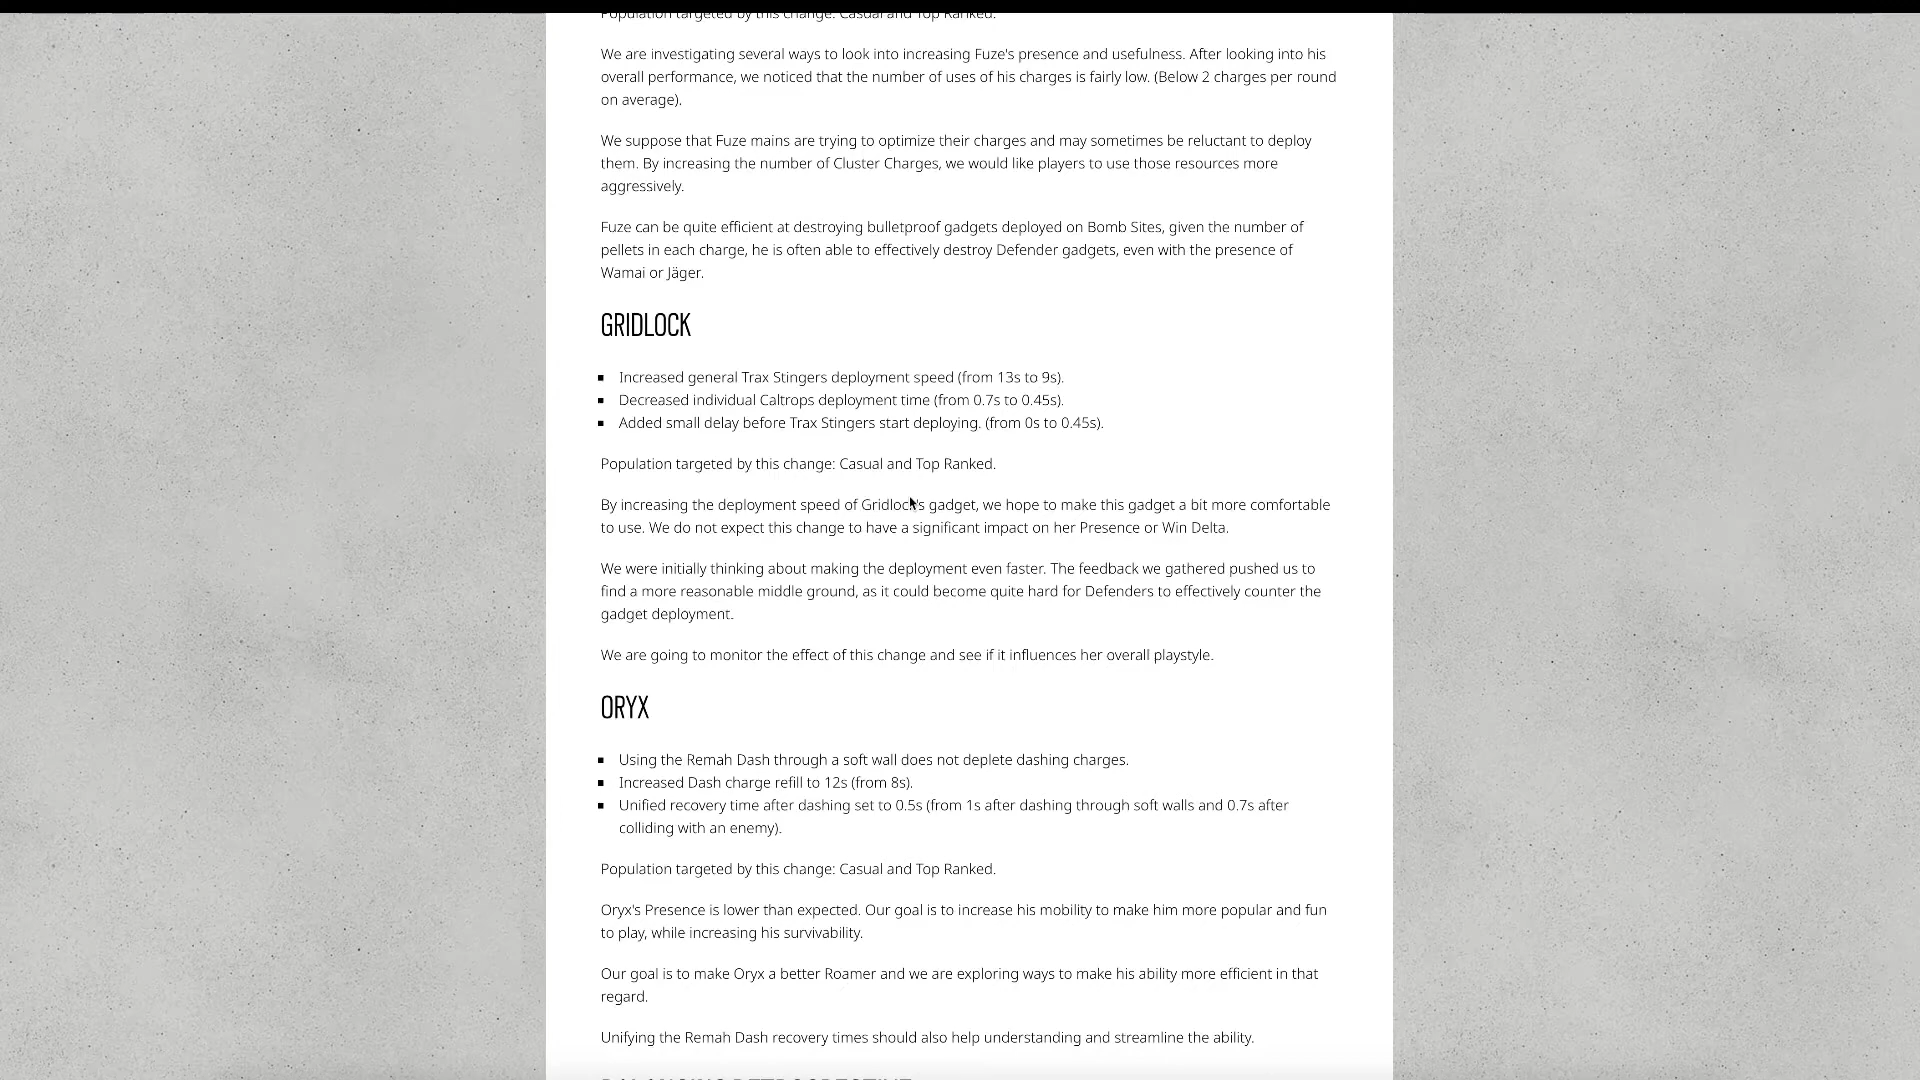 Population targeted by this change: Casual and Top Ranked.
We are investigating several ways to look into increasing Fuze's presence and usefulness. After looking into his
overall performance, we noticed that the number of uses of his charges is fairly low. (Below 2 charges per round
on average).
We suppose that Fuze mains are trying to optimize their charges and may sometimes be reluctant to deploy
them. By increasing the number of Cluster Charges, we would like players to use those resources more
aggressively.
Fuze can be quite efficient at destroying bulletproof gadgets deployed on Bomb Sites, given the number of
pellets in each charge, he is often able to effectively destroy Defender gadgets, even with the presence of
Wamai or Jäger.
GRIDLOCK
Increased general Trax Stingers deployment speed (from 13s to 9s).
Decreased individual Caltrops deployment time (from 0.7s to 0.45s).
Added small delay before Trax Stingers start deploying. (from 0s to 0.45s).
Population targeted by this change: Casual and Top Ranked.
By increasing the deployment speed of Gridlock's gadget, we hope to make this gadget a bit more comfortable
to use. We do not expect this change to have a significant impact on her Presence or Win Delta.
We were initially thinking about making the deployment even faster. The feedback we gathered pushed us to
find a more reasonable middle ground, as it could become quite hard for Defenders to effectively counter the
gadget deployment.
We are going to monitor the effect of this change and see if it influences her overall playstyle.
ORYX
Using the Remah Dash through a soft wall does not deplete dashing charges.
Increased Dash charge refill to 12s (from 8s).
Unified recovery time after dashing set to 0.5s (from 1s after dashing through soft walls and 0.7s after
colliding with an enemy).
Population targeted by this change: Casual and Top Ranked.
Oryx's Presence is lower than expected. Our goal is to increase his mobility to make him more popular and fun
to play, while increasing his survivability.
Our goal is to make Oryx a better Roamer and we are exploring ways to make his ability more efficient in that
regard.
Unifying the Remah Dash recovery times should also help understanding and streamline the ability.